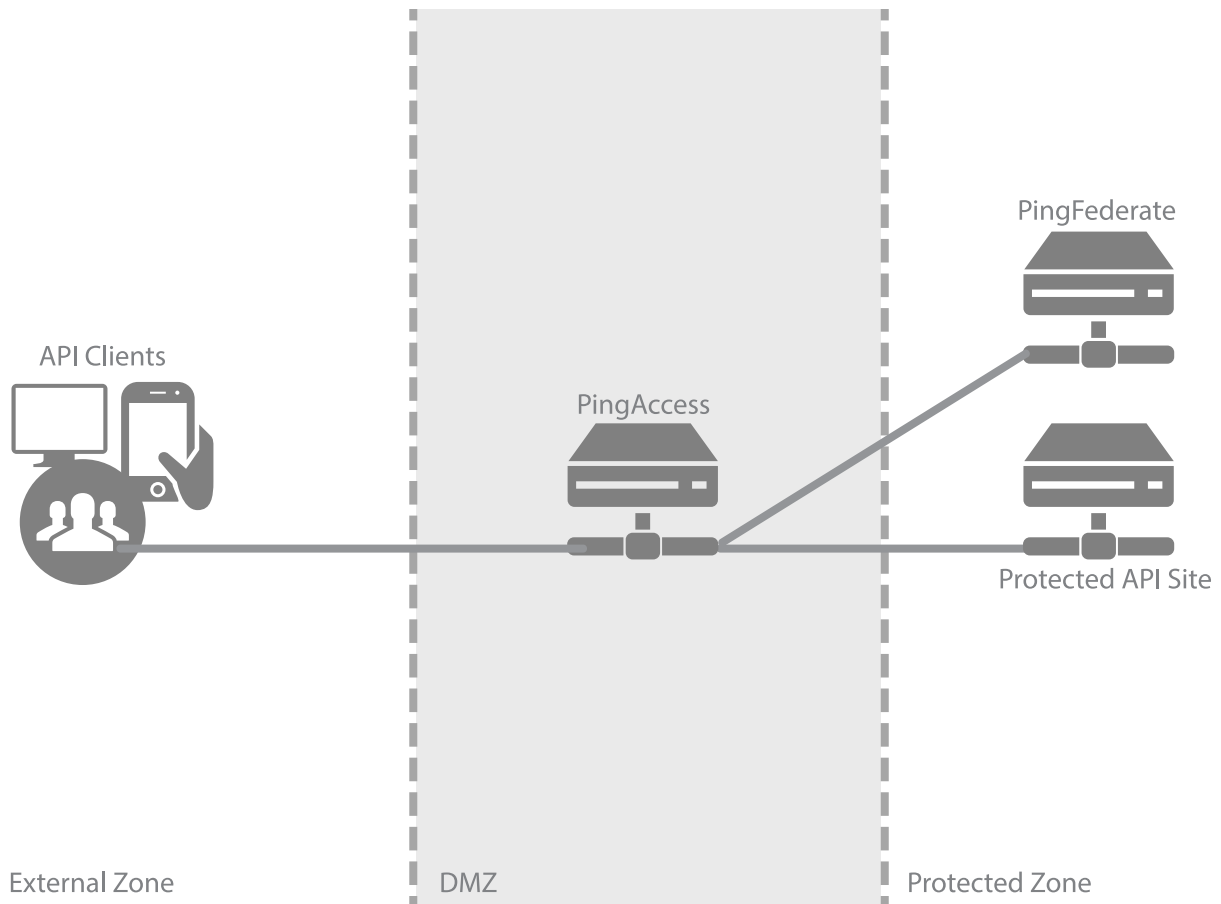 PingFederate
API Clients
PingAccess
Protected API Site
External Zone
DMZ
Protected Zone